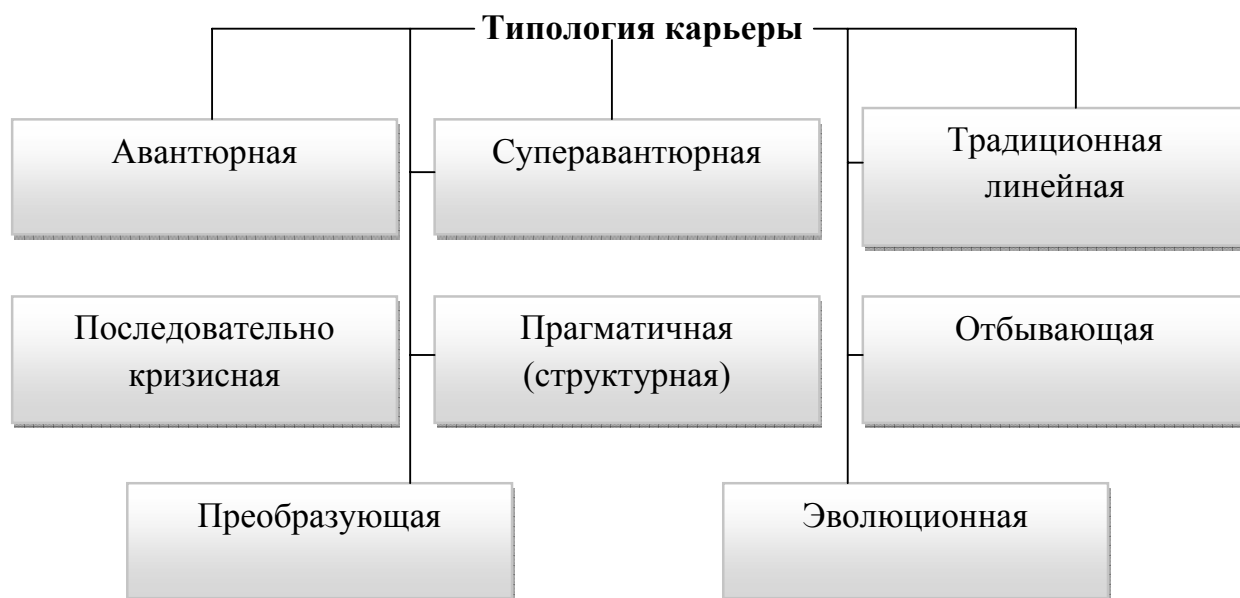 Типология карьеры
Авантюрная
Суперавантюрная
Традиционная
линейная
Последовательно
кризисная
Прагматичная
(структурная)
Отбывающая
Преобразующая
Эволюционная